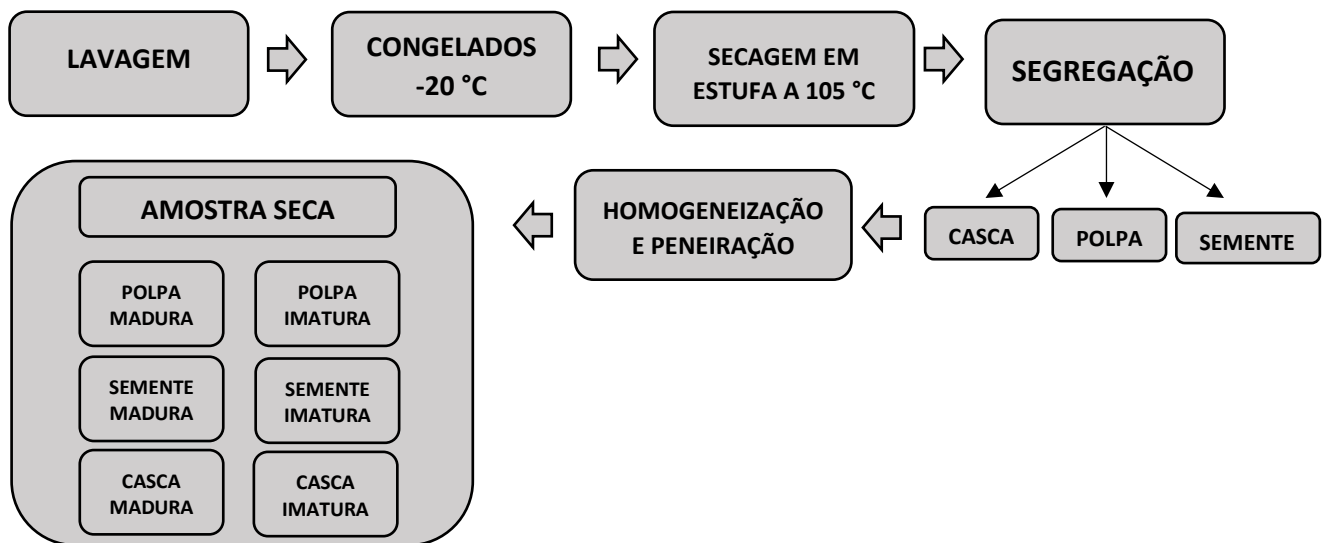 LAVAGEM
CONGELADOS
-20 °C
SECAGEM EM
ESTUFA A 105 °C
SEGREGAÇÃO
CASCA
POLPA
SEMENTE
HOMOGENEIZAÇÃO
E PENEIRAÇÃO
AMOSTRA SECA
POLPA
MADURA
POLPA
IMATURA
SEMENTE
MADURA
SEMENTE
IMATURA
CASCA
MADURA
CASCA
IMATURA